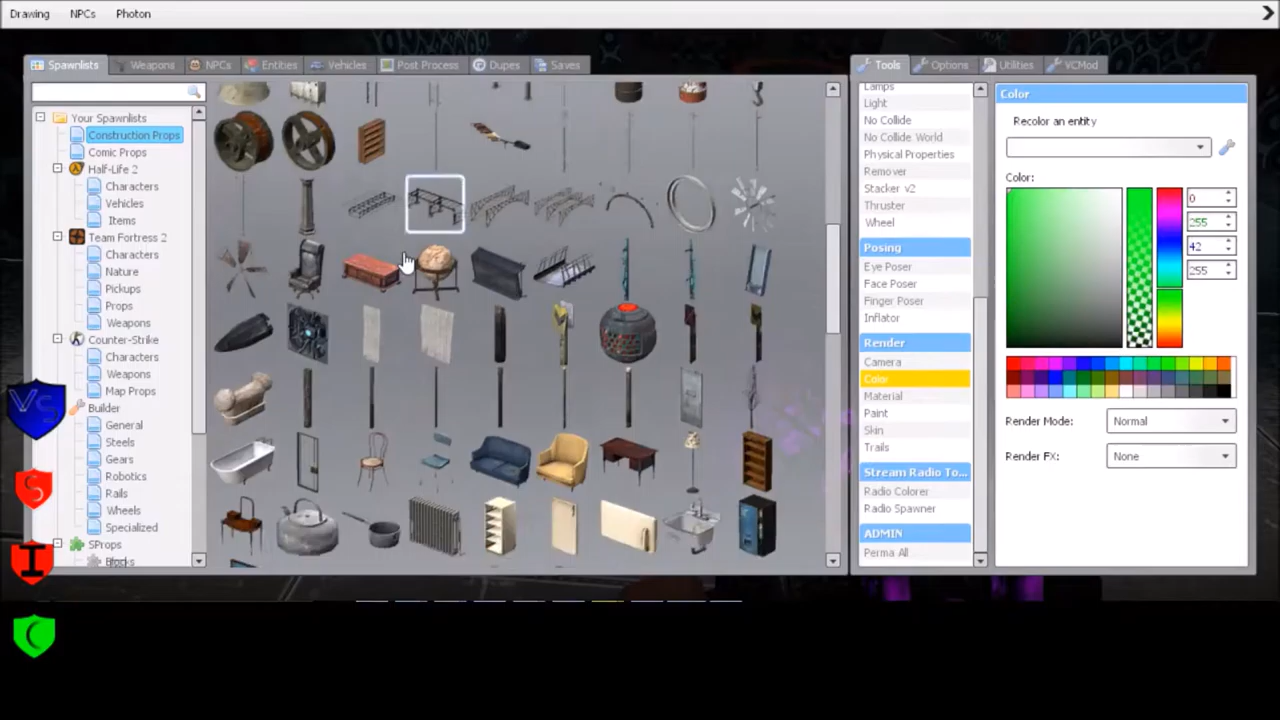 Drawing NPCs Photon
Spawnlists Weapons NPCs Entities Vehicles Post Process Dupes Saves
Tools Options Utilities VCMod
Your Spawnlists
Construction Props
Comic Props
Half-Life 2
Characters
Vehicles
Items
Team Fortress 2
Characters
Nature
Pickups
Props
Weapons
Counter-Strike
Characters
Weapons
Map Props
Builder
General
Steels
Gears
Robotics
Rails
Wheels
Specialized
SProps
Blocks
Lamps
Light
No Collide
No Collide World
Physical Properties
Remover
Stacker v2
Thruster
Wheel
Posing
Eye Poser
Face Poser
Finger Poser
Inflator
Render
Camera
Color
Material
Paint
Skin
Trails
Stream Radio To...
Radio Colorer
Radio Spawner
ADMIN
Perma All
Color
Recolor an entity
Color:
0
255
42
255
Render Mode: Normal
Render FX: None
VS
S
I
C